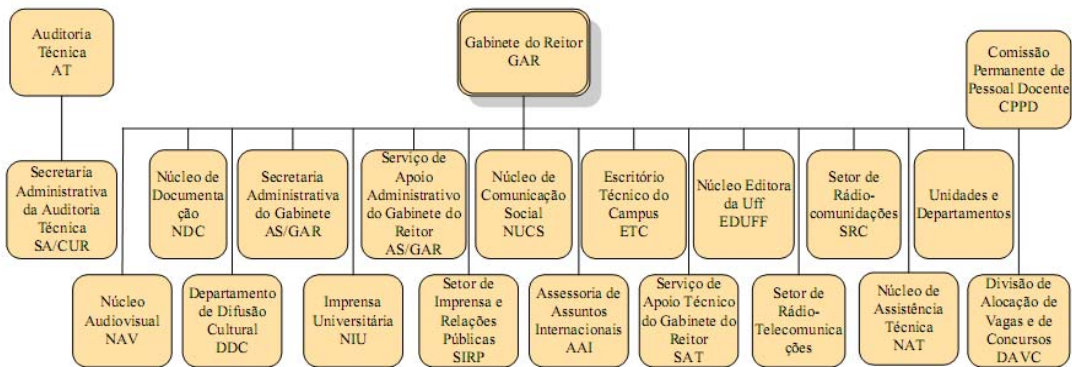 Auditoria
Técnica
AT
Gabinete do Reitor
GAR
Comissão
Permanente de
Pessoal Docente
CPPD
Secretaria
Administrativa
da Auditoria
Técnica
SA/CUR
Núcleo de
Documenta
ção
NDC
Secretaria
Administrativa
do Gabinete
AS/GAR
Serviço de
Apoio
Administrativo
do Gabinete do
Reitor
AS/GAR
Núcleo de
Comunicação
Social
NUCS
Escritório
Técnico do
Campus
ETC
Núcleo Editora
da Uff
EDUFF
Setor de
Rádio-
comunidações
SRC
Unidades e
Departamentos
Núcleo
Audiovisual
NAV
Departamento
de Difusão
Cultural
DDC
Imprensa
Universitária
NIU
Setor de
Imprensa e
Relações
Públicas
SIRP
Assessoria de
Assuntos
Internacionais
AAI
Serviço de
Apoio Técnico
do Gabinete do
Reitor
SAT
Setor de
Rádio-
Telecomunica
ções
Núcleo de
Assistência
Técnica
NAT
Divisão de
Alocação de
Vagas e de
Concursos
DAVC